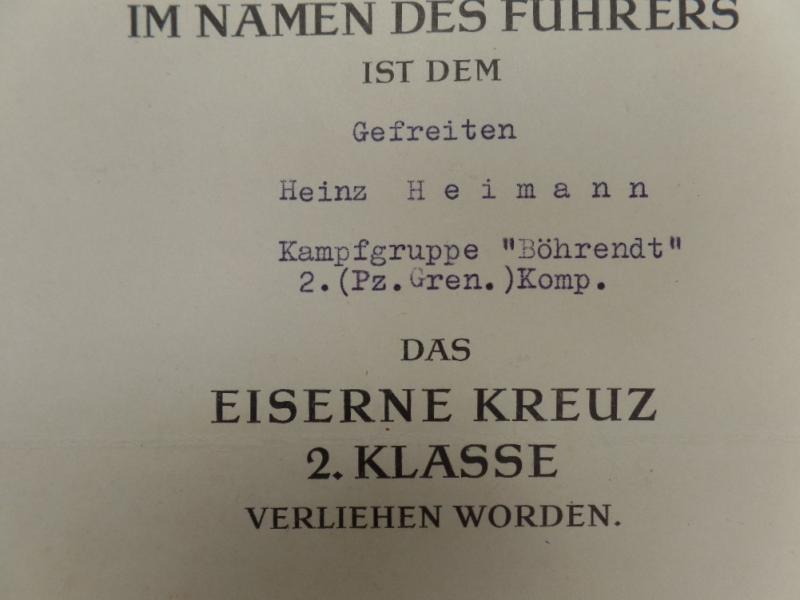 IM NAMEN DES FÜHRERS
IST DEM
Gefreiten
Heinz H e i m a n n
Kampfgruppe "Böhrendt"
2.(Pz.Gren.)Komp.
DAS
EISERNE KREUZ
2. KLASSE
VERLIEHEN WORDEN.